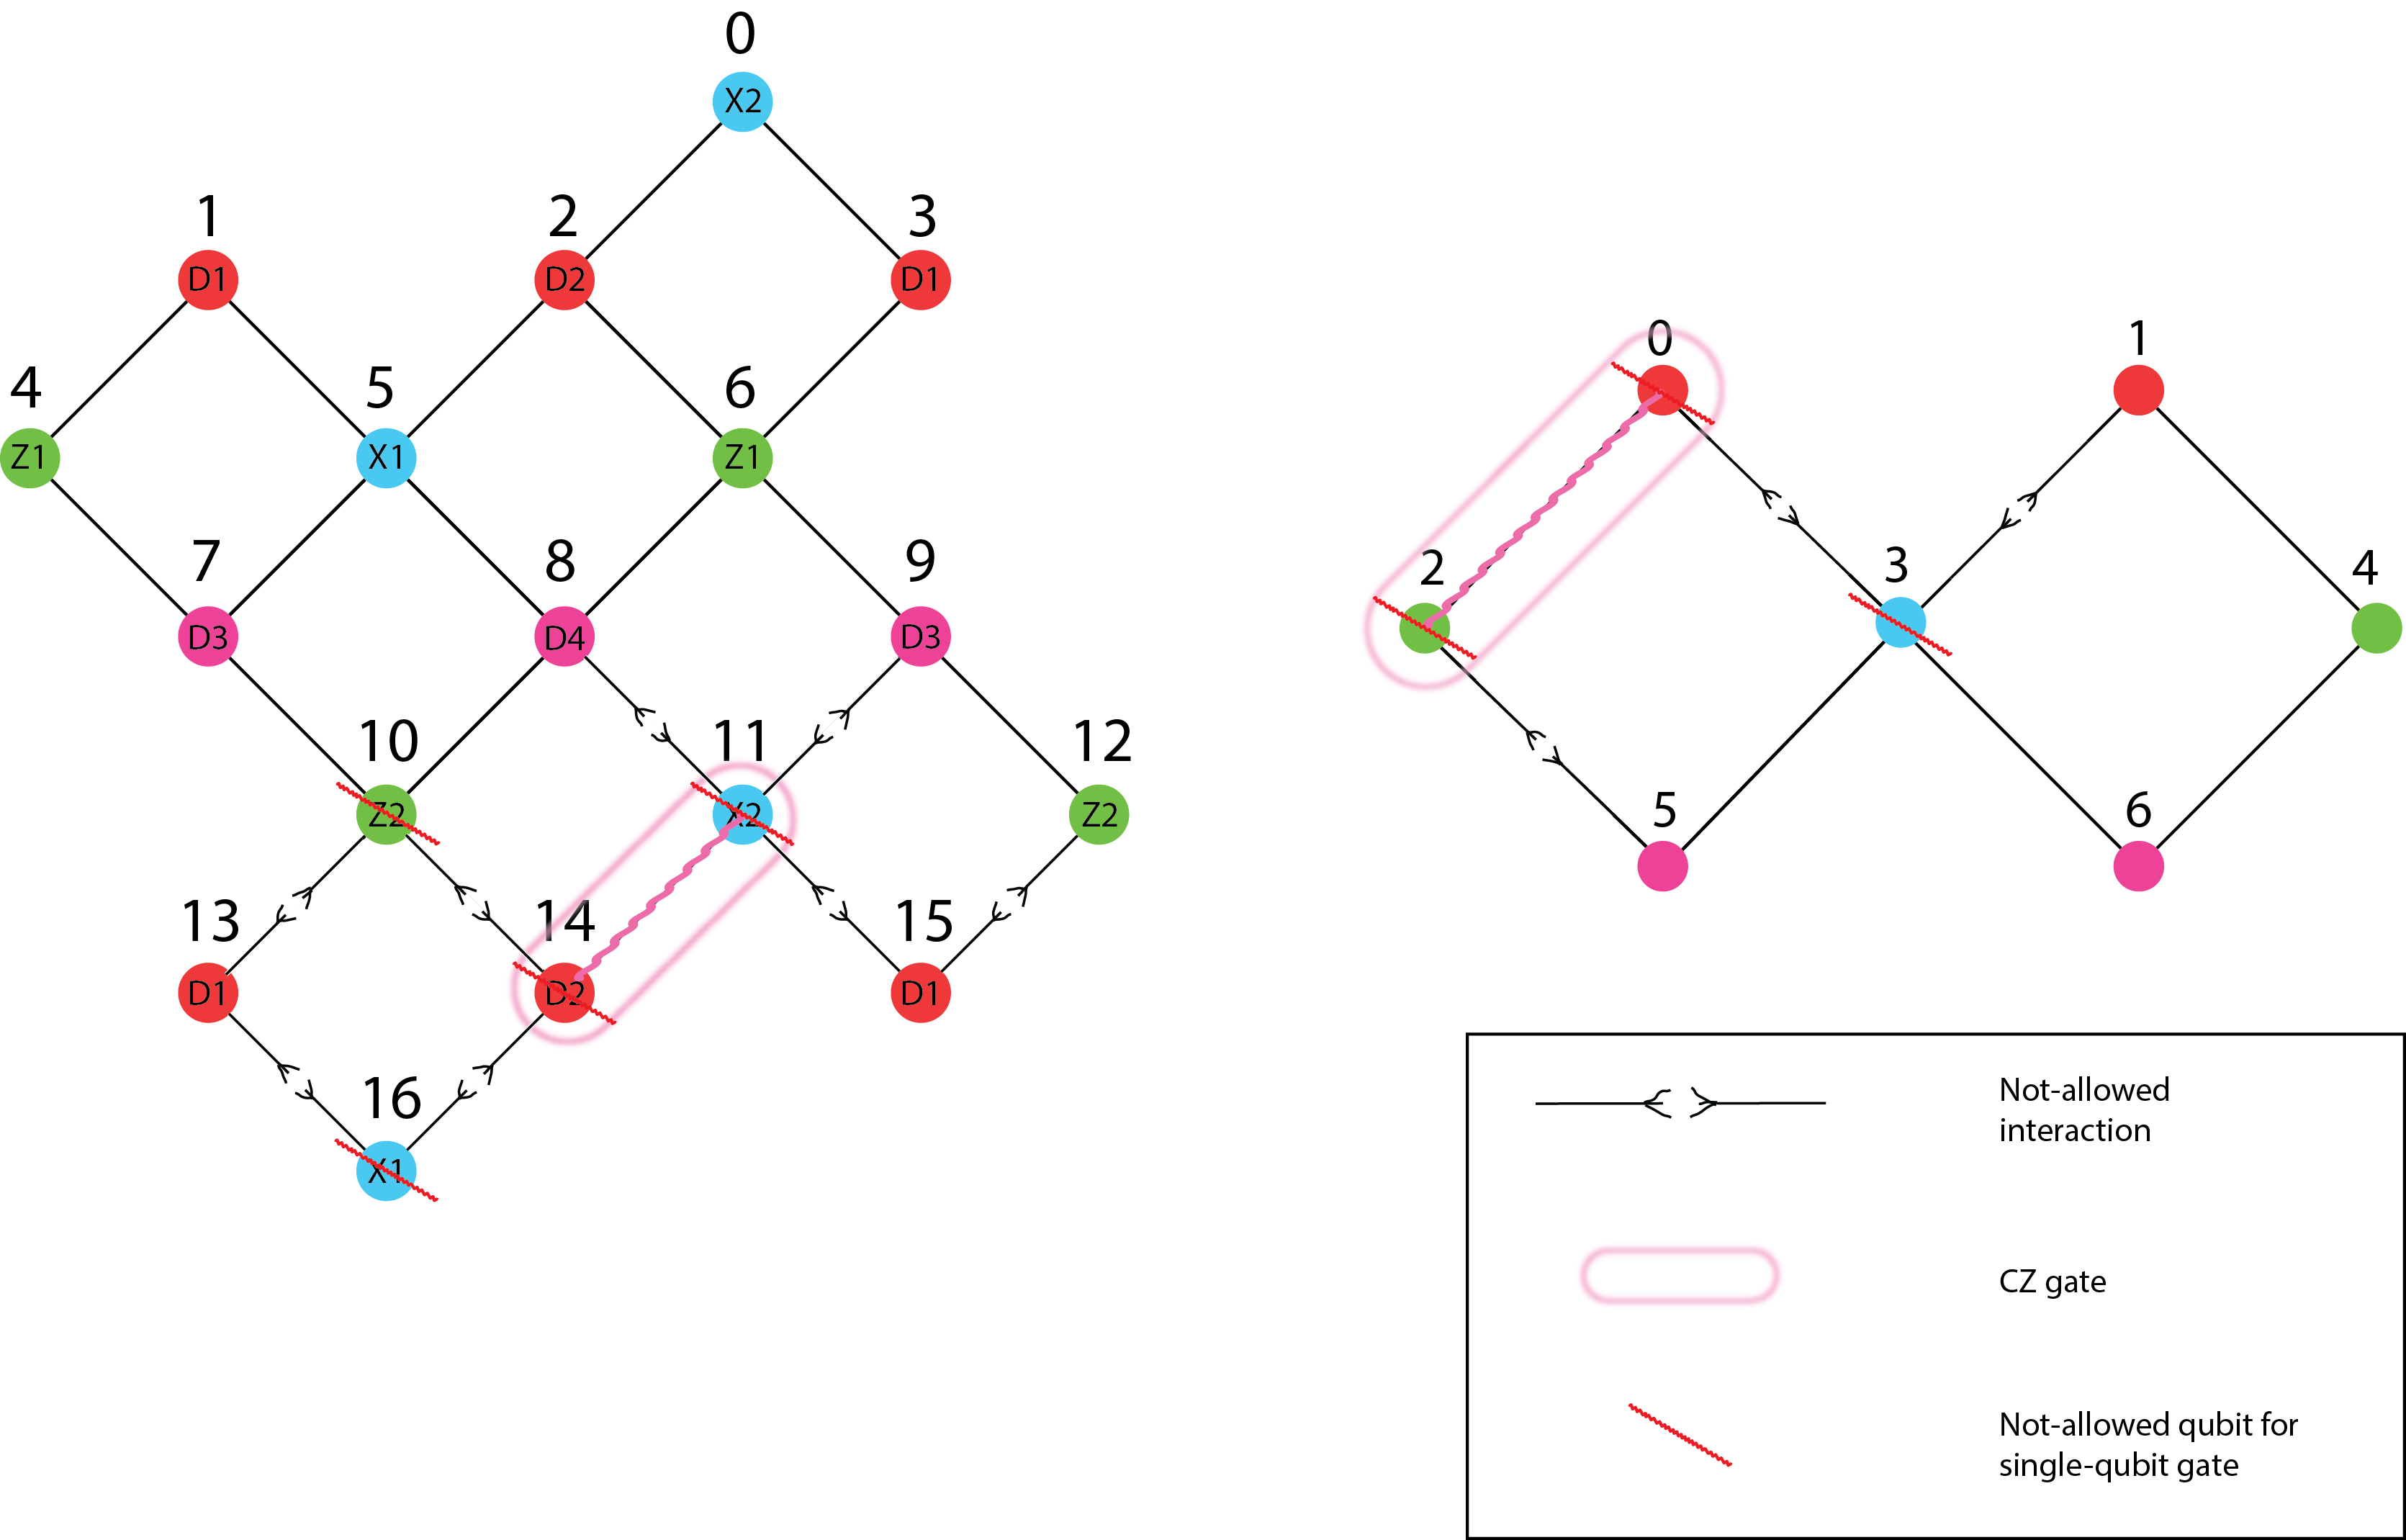 0
X2
1
2
3
D1
D2
D1
4
5
6
Z1
X1
Z1
7
8
9
D3
D4
D3
10
11
12
Z2
X2
Z2
13
14
15
D1
D2
D1
16
X1
0
1
2
3
4
5
6
Not-allowed
interaction
CZ gate
Not-allowed qubit for
single-qubit gate